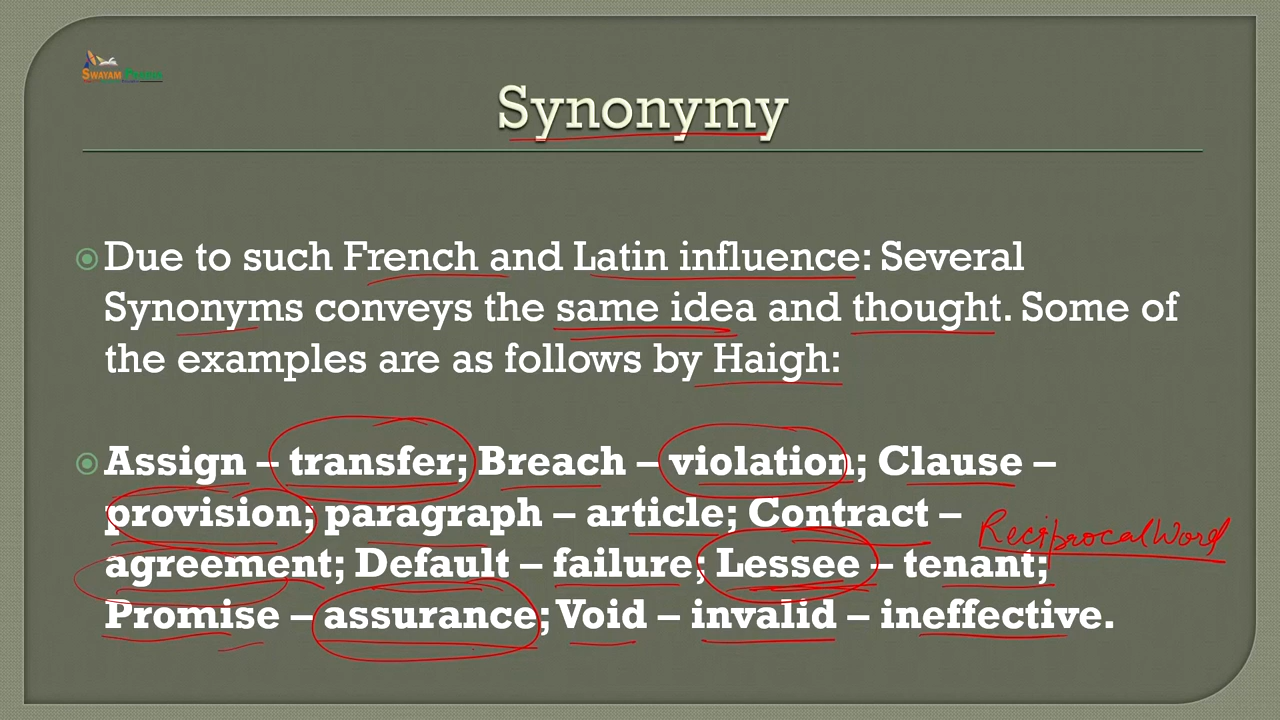 SWAYAM PRABHA
Synonymy
Due to such French and Latin influence: Several
Synonyms conveys the same idea and thought. Some of
the examples are as follows by Haigh:
Assign – transfer; Breach – violation; Clause –
provision; paragraph – article; Contract –
Reciprocal Word
agreement; Default – failure; Lessee – tenant;
Promise – assurance; Void – invalid – ineffective.